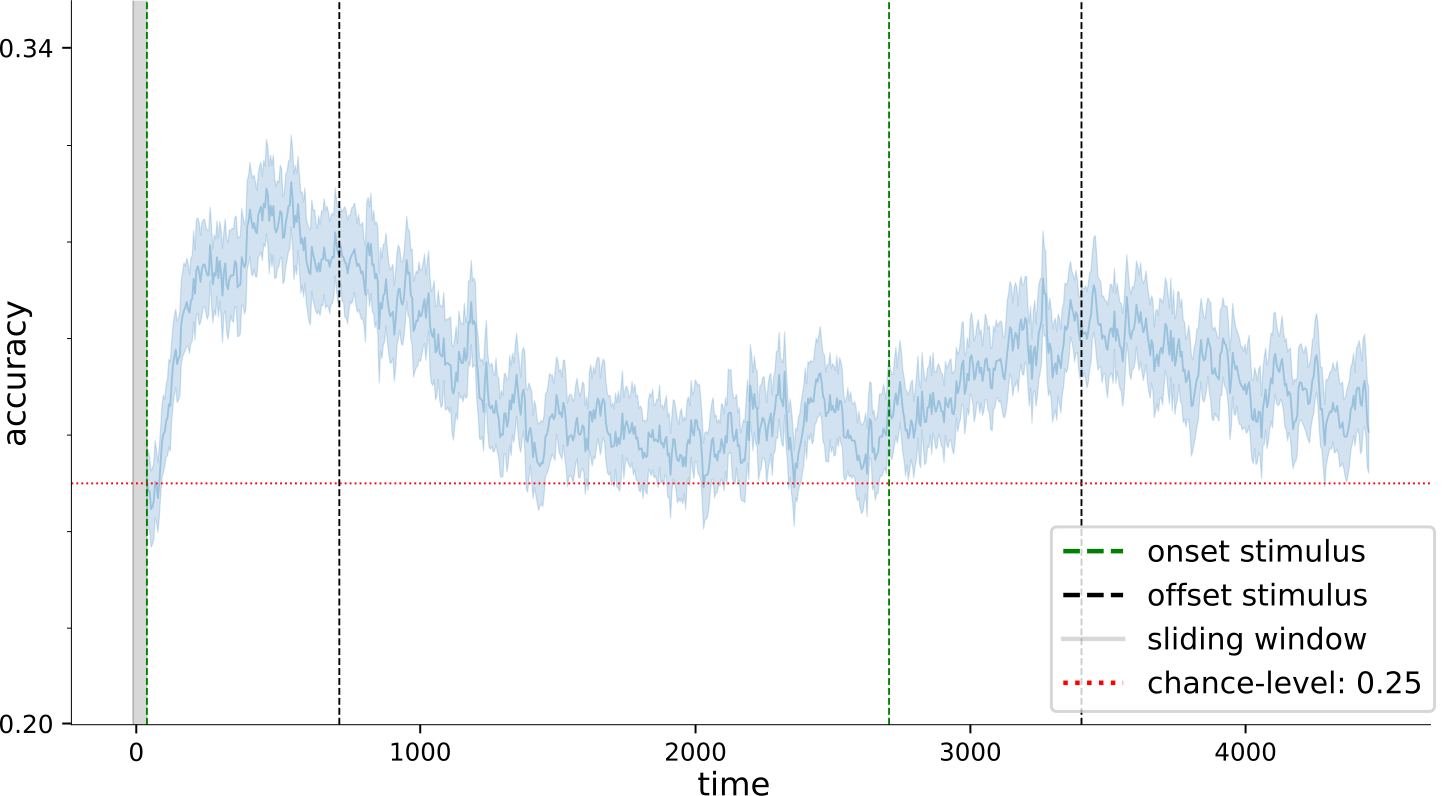 0.34
accuracy
0.20
0
1000
2000
3000
4000
time
onset stimulus
offset stimulus
sliding window
chance-level: 0.25